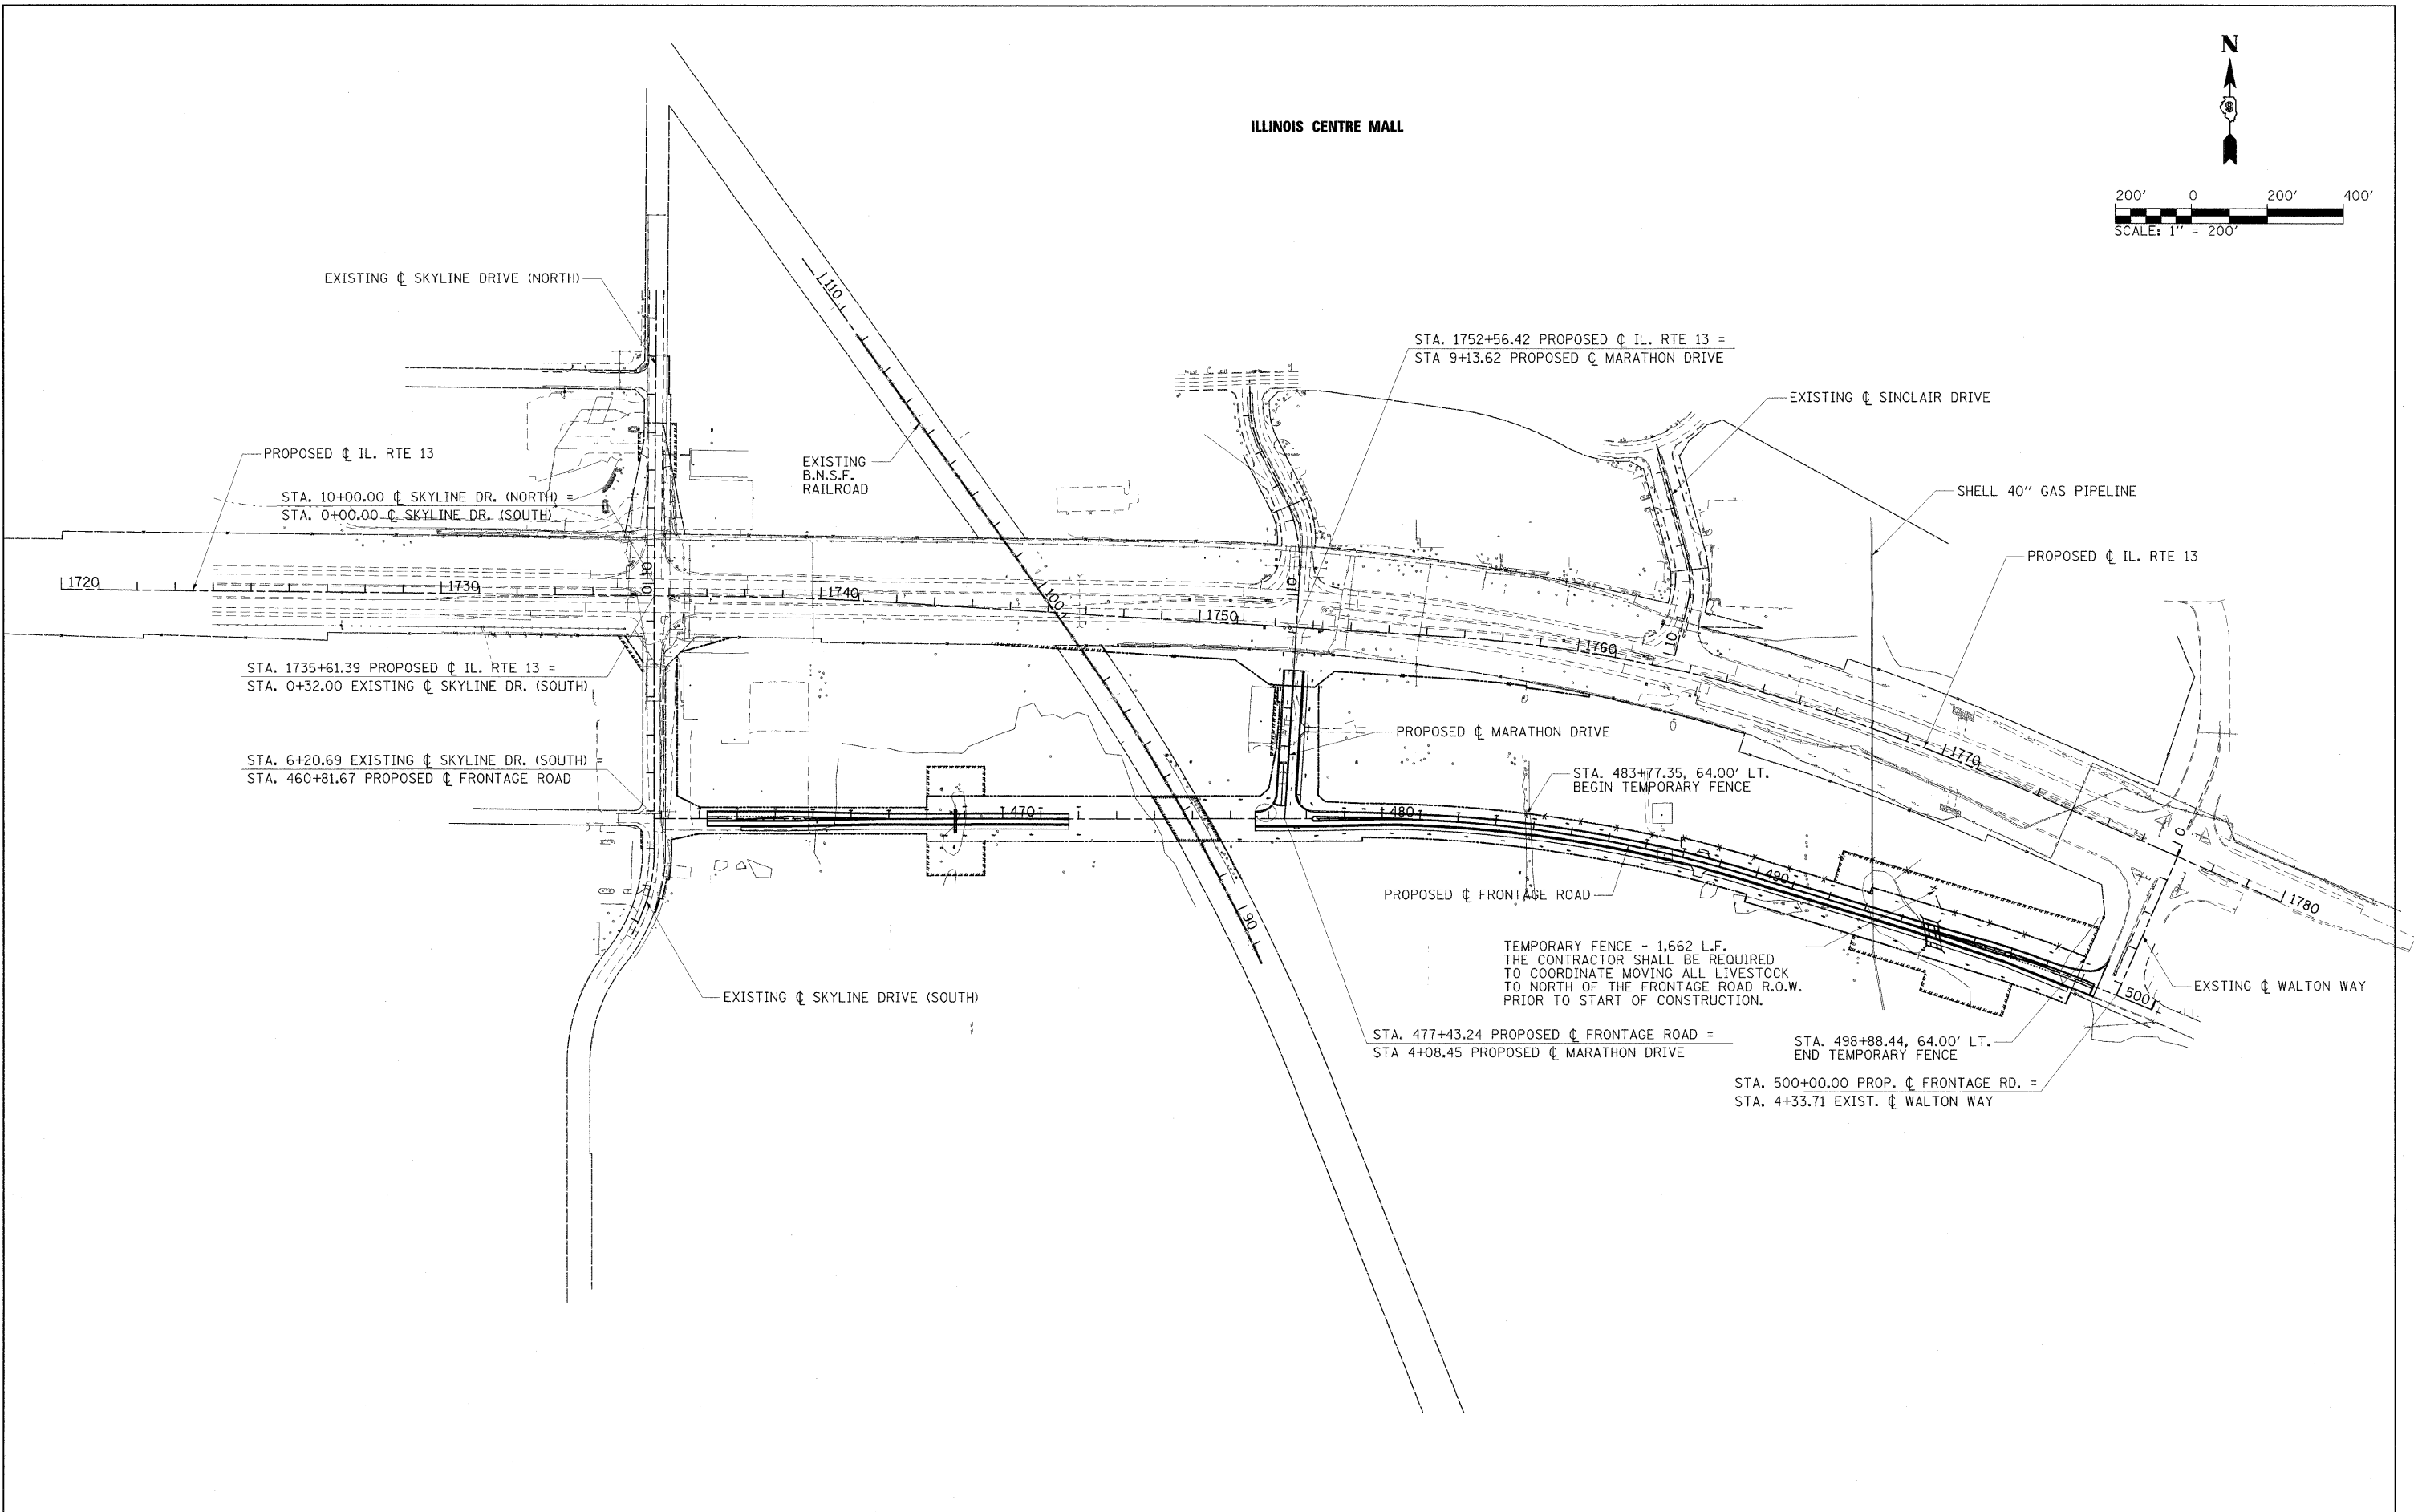 N
ILLINOIS CENTRE MALL
200' 0 200' 400'
SCALE: 1" = 200'
EXISTING ℄ SKYLINE DRIVE (NORTH)
110
STA. 1752+56.42 PROPOSED ℄ IL. RTE 13 =
STA 9+13.62 PROPOSED ℄ MARATHON DRIVE
EXISTING ℄ SINCLAIR DRIVE
PROPOSED ℄ IL. RTE 13
EXISTING
B.N.S.F.
RAILROAD
STA. 10+00.00 ℄ SKYLINE DR. (NORTH) =
STA. 0+00.00 ℄ SKYLINE DR. (SOUTH)
SHELL 40" GAS PIPELINE
PROPOSED ℄ IL. RTE 13
1720
1730
10
0
1740
100
1750
10
1760
10
1770
0
1780
STA. 1735+61.39 PROPOSED ℄ IL. RTE 13 =
STA. 0+32.00 EXISTING ℄ SKYLINE DR. (SOUTH)
PROPOSED ℄ MARATHON DRIVE
STA. 6+20.69 EXISTING ℄ SKYLINE DR. (SOUTH) =
STA. 460+81.67 PROPOSED ℄ FRONTAGE ROAD
STA. 483+77.35, 64.00' LT.
BEGIN TEMPORARY FENCE
470
480
490
500
90
PROPOSED ℄ FRONTAGE ROAD
TEMPORARY FENCE - 1,662 L.F.
THE CONTRACTOR SHALL BE REQUIRED
TO COORDINATE MOVING ALL LIVESTOCK
TO NORTH OF THE FRONTAGE ROAD R.O.W.
PRIOR TO START OF CONSTRUCTION.
EXSTING ℄ WALTON WAY
EXISTING ℄ SKYLINE DRIVE (SOUTH)
STA. 477+43.24 PROPOSED ℄ FRONTAGE ROAD =
STA 4+08.45 PROPOSED ℄ MARATHON DRIVE
STA. 498+88.44, 64.00' LT.
END TEMPORARY FENCE
STA. 500+00.00 PROP. ℄ FRONTAGE RD. =
STA. 4+33.71 EXIST. ℄ WALTON WAY